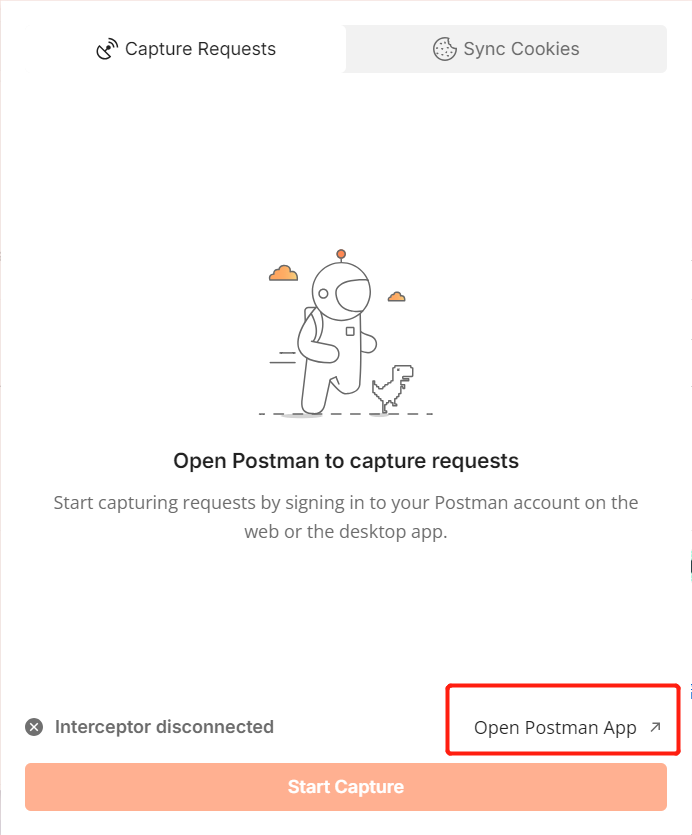 Capture Requests
Sync Cookies
Open Postman to capture requests
Start capturing requests by signing in to your Postman account on the
web or the desktop app.
Interceptor disconnected
Open Postman App
Start Capture